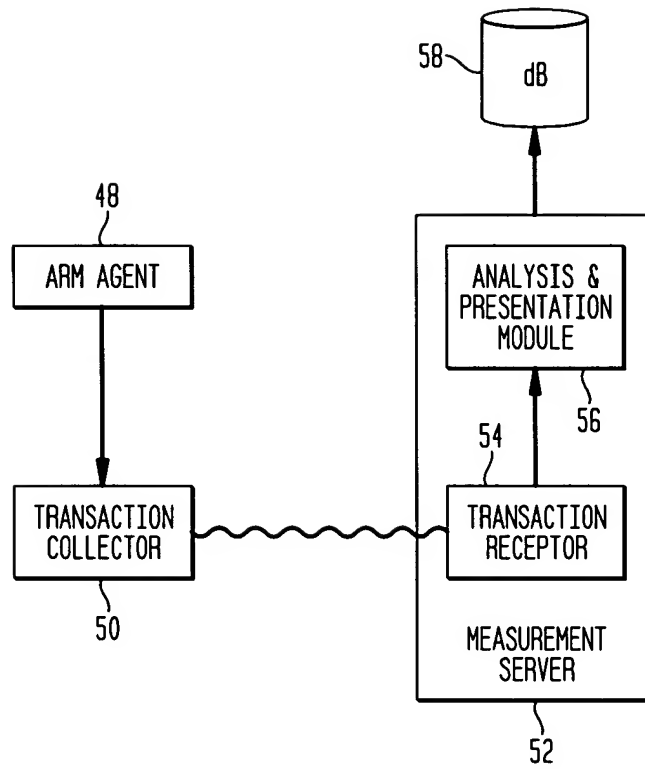 58
dB
48
ARM AGENT
ANALYSIS &
PRESENTATION
MODULE
56
54
TRANSACTION
COLLECTOR
TRANSACTION
RECEPTOR
50
MEASUREMENT
SERVER
52